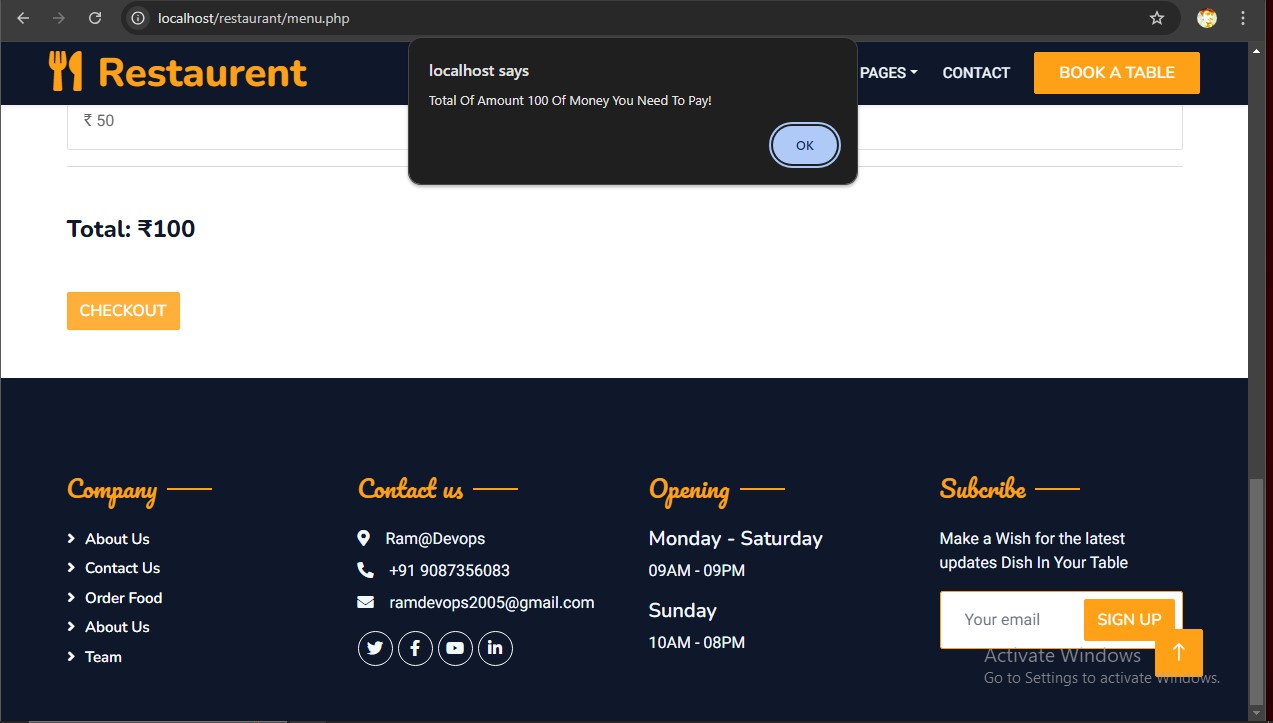 localhost/restaurant/menu.php
Restaurent
PAGES
CONTACT
BOOK A TABLE
localhost says
Total Of Amount 100 Of Money You Need To Pay!
OK
₹ 50
Total: ₹100
CHECKOUT
Company
About Us
Contact Us
Order Food
About Us
Team
Contact us
Ram@Devops
+91 9087356083
ramdevops2005@gmail.com
Opening
Monday - Saturday
09AM - 09PM
Sunday
10AM - 08PM
Subcribe
Make a Wish for the latest
updates Dish In Your Table
Your email
SIGN UP
Activate Windows
Go to Settings to activate Windows.